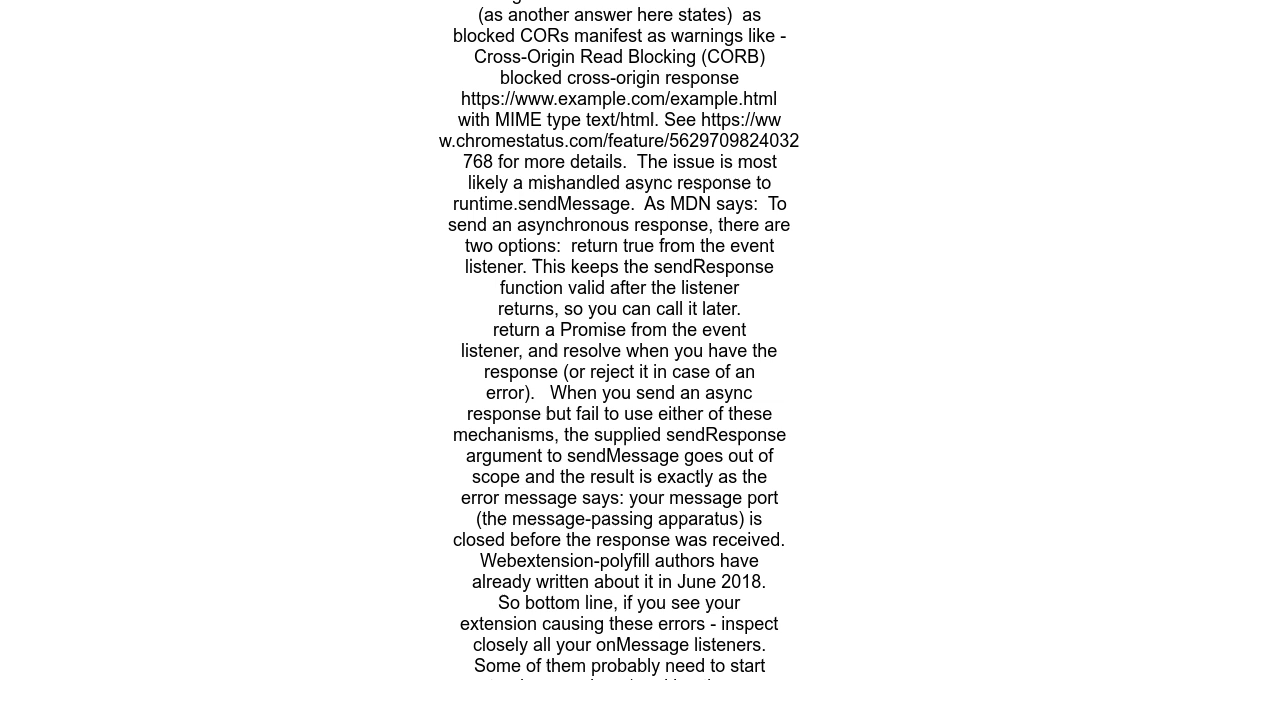 (as another answer here states)  as
blocked CORs manifest as warnings like -
Cross-Origin Read Blocking (CORB)
blocked cross-origin response
https://www.example.com/example.html
with MIME type text/html. See https://ww
w.chromestatus.com/feature/5629709824032
768 for more details.  The issue is most
likely a mishandled async response to
runtime.sendMessage.  As MDN says:  To
send an asynchronous response, there are
two options:  return true from the event
listener. This keeps the sendResponse
function valid after the listener
returns, so you can call it later.
return a Promise from the event
listener, and resolve when you have the
response (or reject it in case of an
error).   When you send an async
response but fail to use either of these
mechanisms, the supplied sendResponse
argument to sendMessage goes out of
scope and the result is exactly as the
error message says: your message port
(the message-passing apparatus) is
closed before the response was received.
Webextension-polyfill authors have
already written about it in June 2018.
So bottom line, if you see your
extension causing these errors - inspect
closely all your onMessage listeners.
Some of them probably need to start